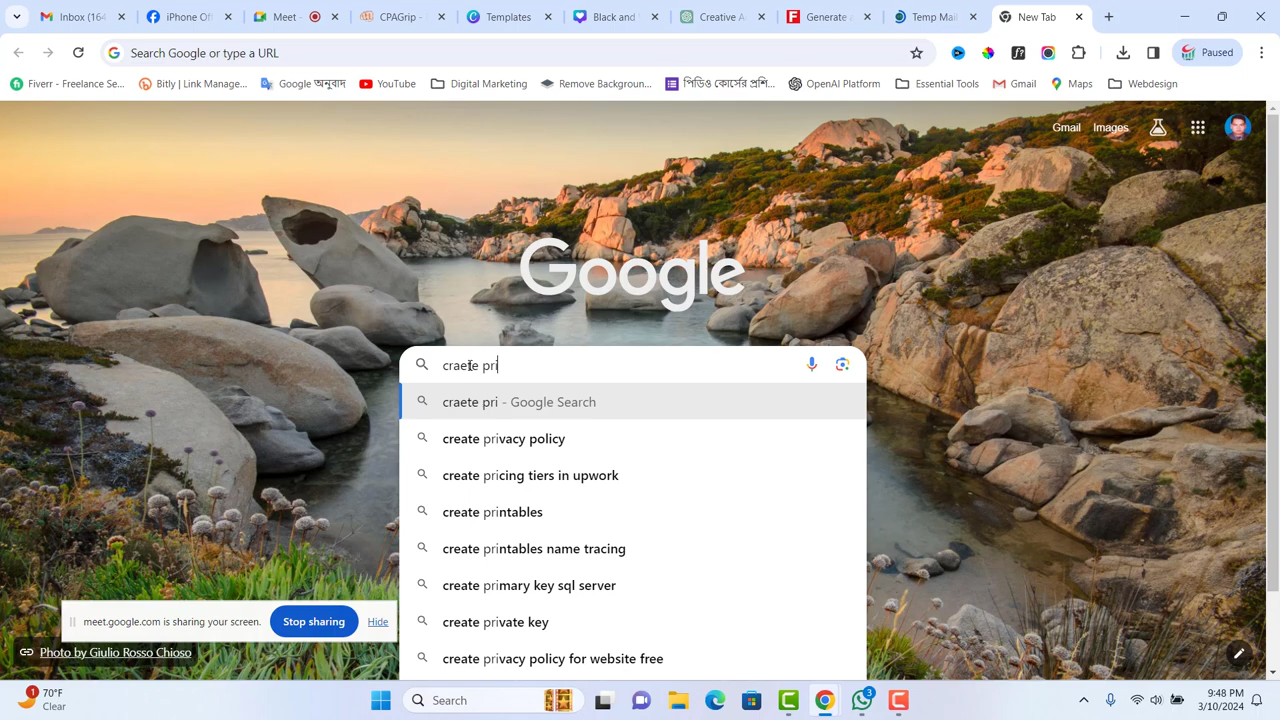 Inbox (164
iPhone Of
Meet -
CPAGrip -
Templates
Black and
Creative A
Generate
Temp Mai
New Tab
Search Google or type a URL
Paused
Fiverr - Freelance Se...
Bitly | Link Manage...
Google অনুবাদ
YouTube
Digital Marketing
Remove Background...
পিডিও কোর্সের প্রশি...
OpenAI Platform
Essential Tools
Gmail
Maps
Webdesign
Gmail
Images
Google
craete pri
craete pri - Google Search
create privacy policy
create pricing tiers in upwork
create printables
create printables name tracing
create primary key sql server
create private key
create privacy policy for website free
meet.google.com is sharing your screen.
Stop sharing
Hide
Photo by Giulio Rosso Chioso
1
70°F
Clear
Search
3
9:48 PM
3/10/2024